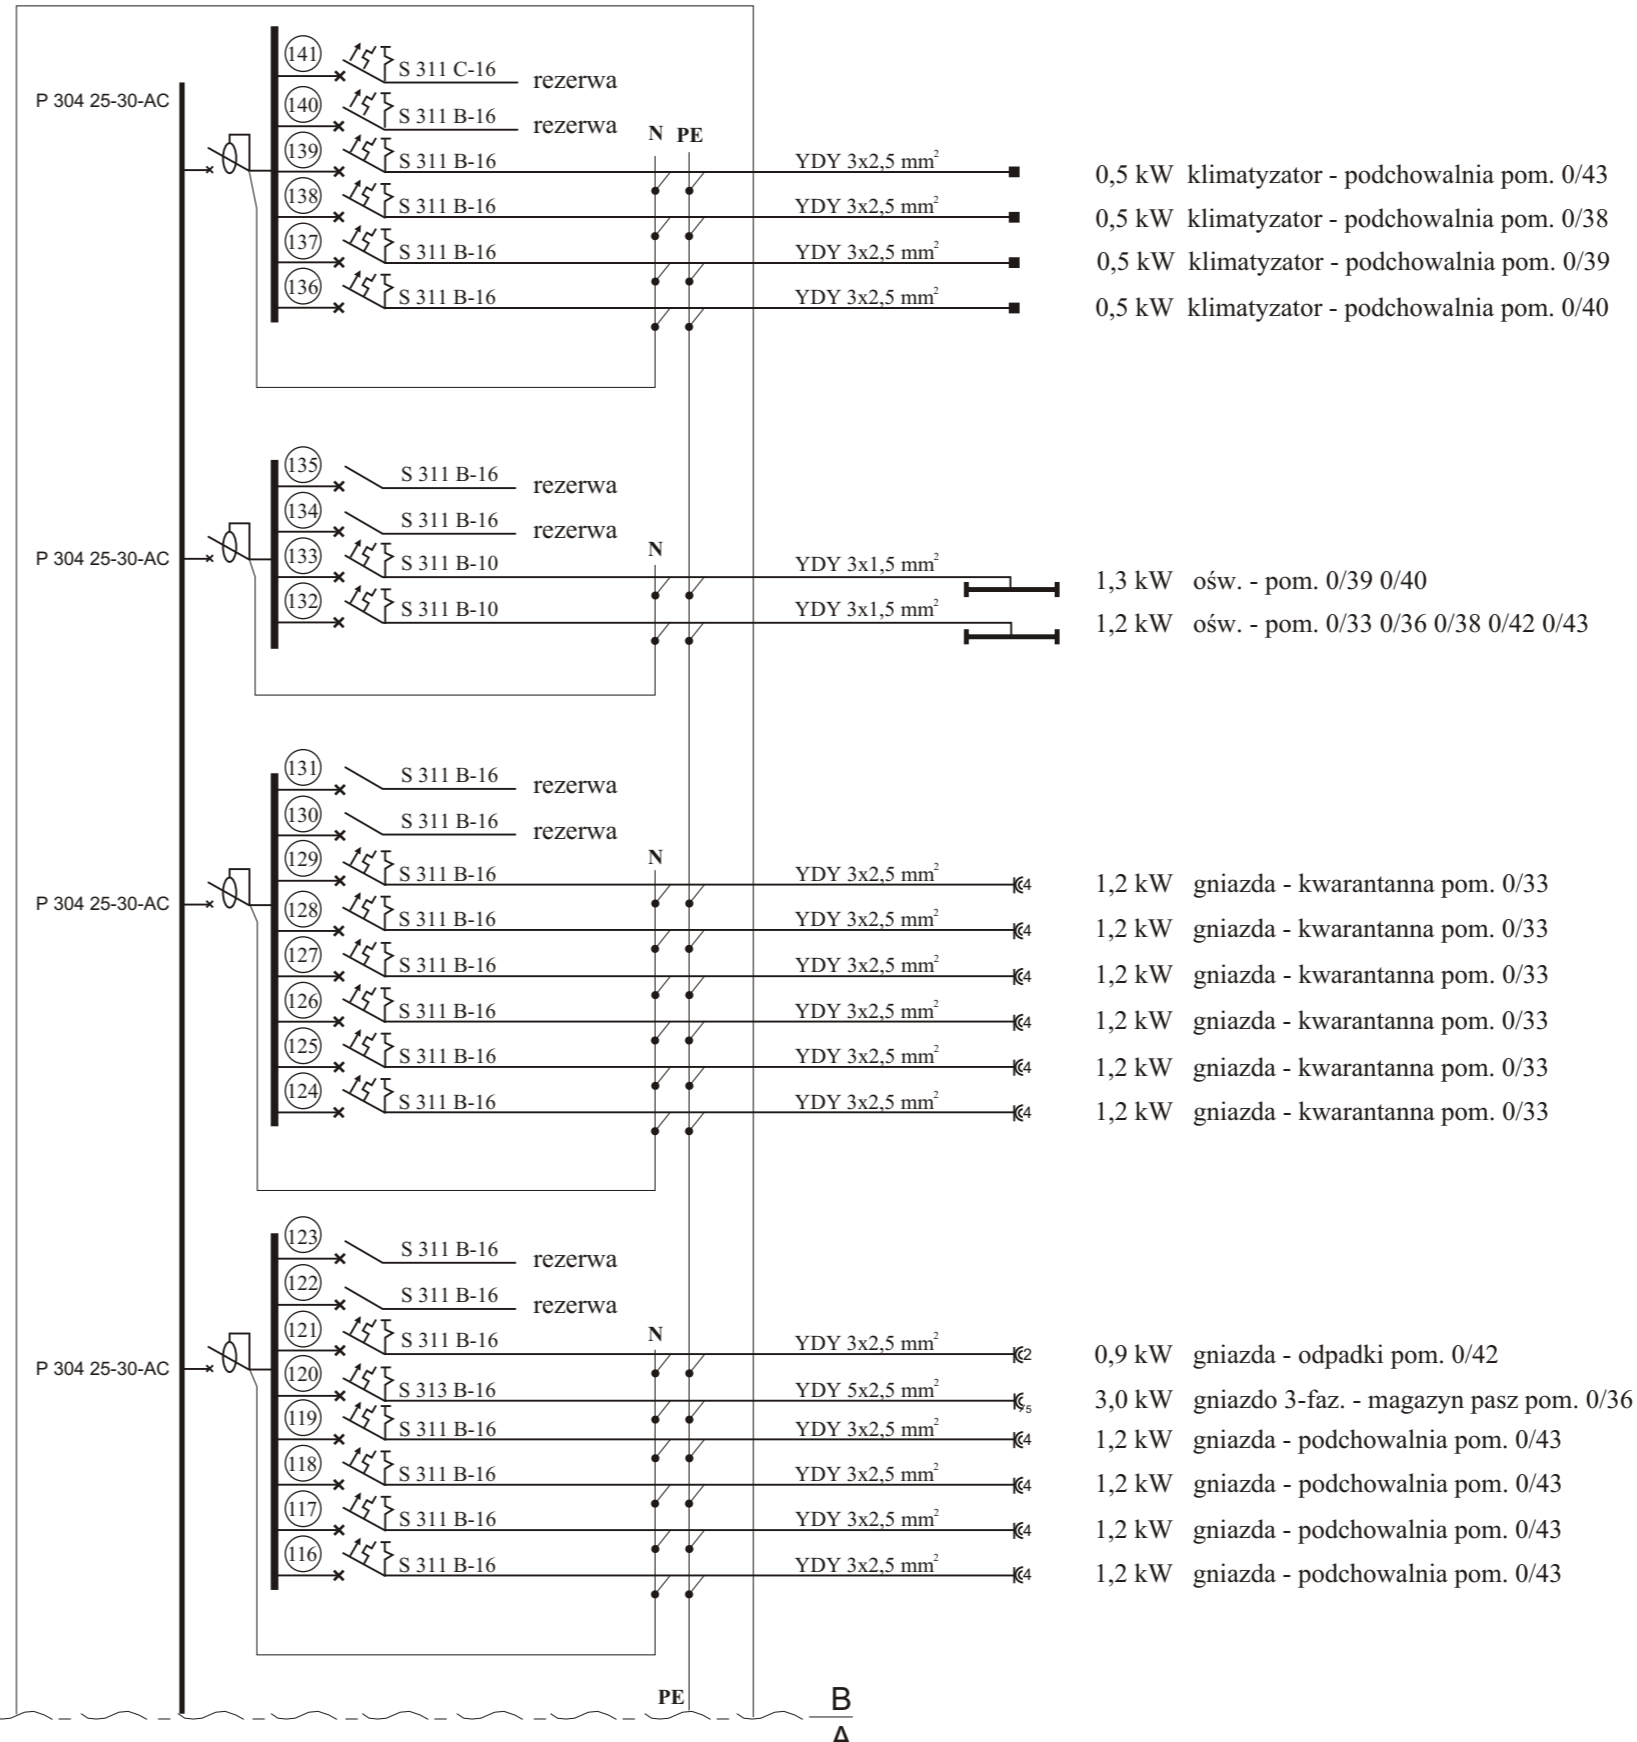 P 304 25-30-AC
141 S 311 C-16 rezerwa
140 S 311 B-16 rezerwa
N PE
139 S 311 B-16 YDY 3x2,5 mm² 0,5 kW klimatyzator - podchowalnia pom. 0/43
138 S 311 B-16 YDY 3x2,5 mm² 0,5 kW klimatyzator - podchowalnia pom. 0/38
137 S 311 B-16 YDY 3x2,5 mm² 0,5 kW klimatyzator - podchowalnia pom. 0/39
136 S 311 B-16 YDY 3x2,5 mm² 0,5 kW klimatyzator - podchowalnia pom. 0/40
135 S 311 B-16 rezerwa
134 S 311 B-16 rezerwa
N
P 304 25-30-AC
133 S 311 B-10 YDY 3x1,5 mm² 1,3 kW ośw. - pom. 0/39 0/40
132 S 311 B-10 YDY 3x1,5 mm² 1,2 kW ośw. - pom. 0/33 0/36 0/38 0/42 0/43
131 S 311 B-16 rezerwa
130 S 311 B-16 rezerwa
N
129 S 311 B-16 YDY 3x2,5 mm² 4 1,2 kW gniazda - kwarantanna pom. 0/33
P 304 25-30-AC
128 S 311 B-16 YDY 3x2,5 mm² 4 1,2 kW gniazda - kwarantanna pom. 0/33
127 S 311 B-16 YDY 3x2,5 mm² 4 1,2 kW gniazda - kwarantanna pom. 0/33
126 S 311 B-16 YDY 3x2,5 mm² 4 1,2 kW gniazda - kwarantanna pom. 0/33
125 S 311 B-16 YDY 3x2,5 mm² 4 1,2 kW gniazda - kwarantanna pom. 0/33
124 S 311 B-16 YDY 3x2,5 mm² 4 1,2 kW gniazda - kwarantanna pom. 0/33
123 S 311 B-16 rezerwa
122 S 311 B-16 rezerwa
N
121 S 311 B-16 YDY 3x2,5 mm² 2 0,9 kW gniazda - odpadki pom. 0/42
P 304 25-30-AC
120 S 313 B-16 YDY 5x2,5 mm² 5 3,0 kW gniazdo 3-faz. - magazyn pasz pom. 0/36
119 S 311 B-16 YDY 3x2,5 mm² 4 1,2 kW gniazda - podchowalnia pom. 0/43
118 S 311 B-16 YDY 3x2,5 mm² 4 1,2 kW gniazda - podchowalnia pom. 0/43
117 S 311 B-16 YDY 3x2,5 mm² 4 1,2 kW gniazda - podchowalnia pom. 0/43
116 S 311 B-16 YDY 3x2,5 mm² 4 1,2 kW gniazda - podchowalnia pom. 0/43
PE
B
A